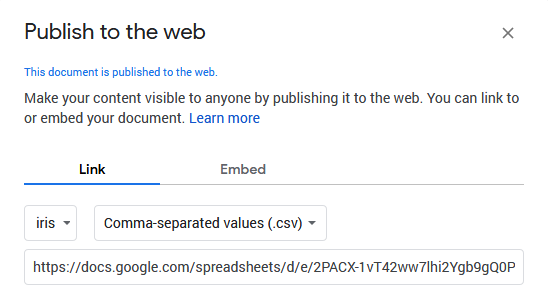 Publish to the web
This document is published to the web.
Make your content visible to anyone by publishing it to the web. You can link to
or embed your document. Learn more
Link Embed
iris Comma-separated values (.csv)
https://docs.google.com/spreadsheets/d/e/2PACX-1vT42ww7lhi2Ygb9gQ0P